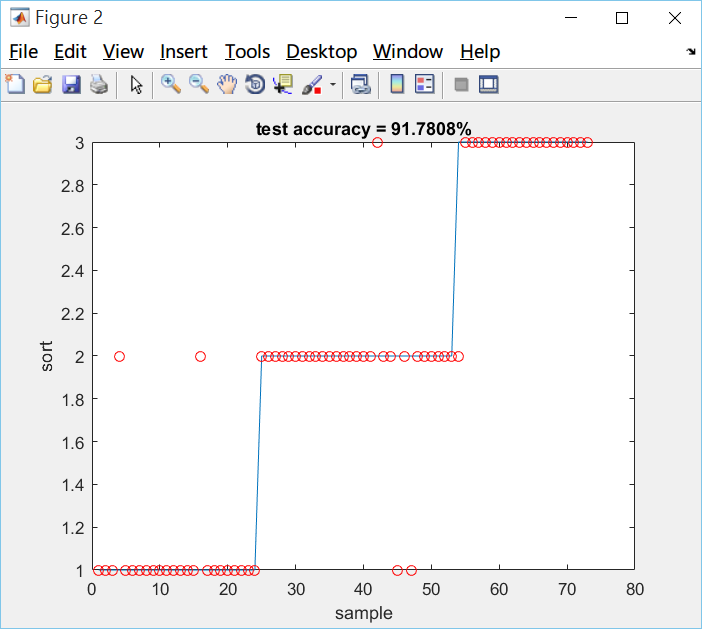 Figure 2
File Edit View Insert Tools Desktop Window Help
test accuracy = 91.7808%
3
2.8
2.6
2.4
2.2
2
1.8
1.6
1.4
1.2
1
sort
0 10 20 30 40 50 60 70 80
sample